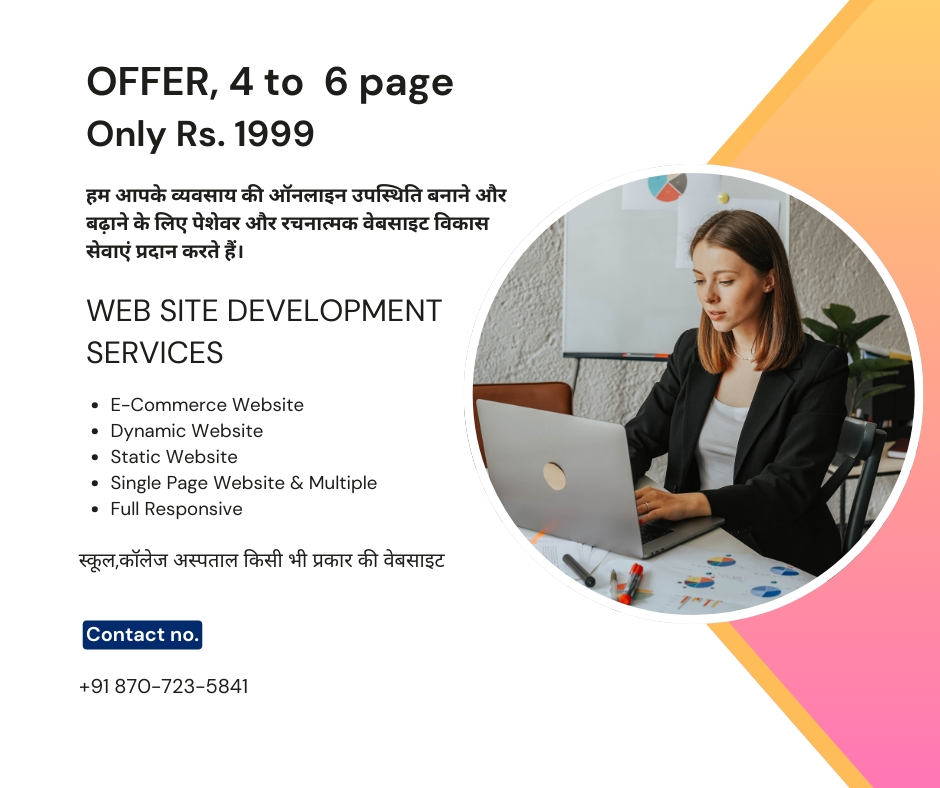 OFFER, 4 to  6 page
Only Rs. 1999
हम आपके व्यवसाय की ऑनलाइन उपस्थिति बनाने और
बढ़ाने के लिए पेशेवर और रचनात्मक वेबसाइट विकास
सेवाएं प्रदान करते हैं।
WEB SITE DEVELOPMENT
SERVICES
• E-Commerce Website
• Dynamic Website
• Static Website
• Single Page Website & Multiple
• Full Responsive
स्कूल,कॉलेज अस्पताल किसी भी प्रकार की वेबसाइट
Contact no.
+91 870-723-5841